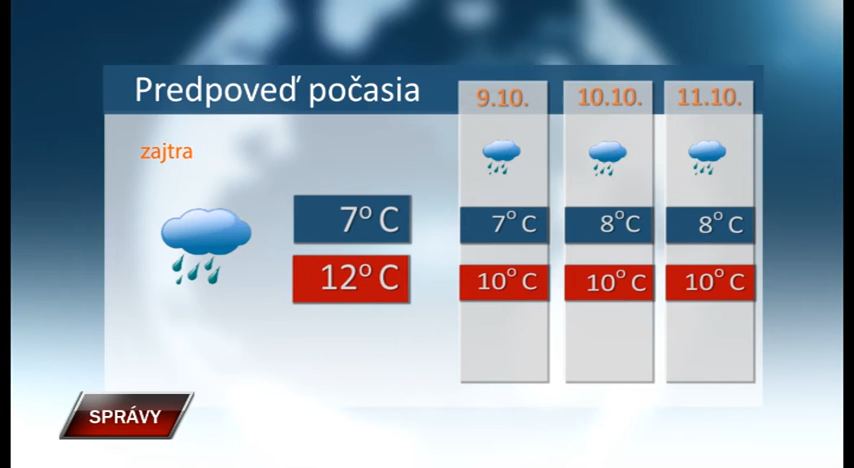 Predpoveď počasia
zajtra
7° C
12° C
9.10. 10.10. 11.10.
7° C 8°C 8° C
10° C 10° C 10° C
SPRÁVY